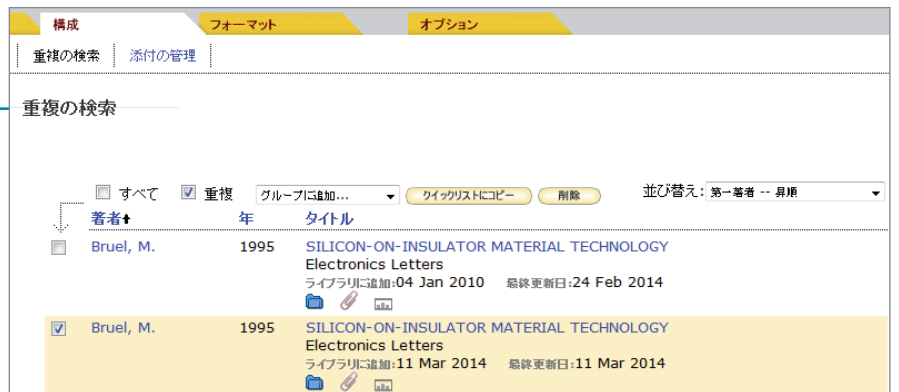 構成 フォーマット オプション
重複の検索 添付の管理
重複の検索
すべて 重複 グループに追加... クイックリストにコピー 削除 並び替え: 第一著者 -- 昇順
著者 年 タイトル
Bruel, M. 1995 SILICON-ON-INSULATOR MATERIAL TECHNOLOGY
Electronics Letters
ライブラリに追加:04 Jan 2010 最終更新日:24 Feb 2014
Bruel, M. 1995 SILICON-ON-INSULATOR MATERIAL TECHNOLOGY
Electronics Letters
ライブラリに追加:11 Mar 2014 最終更新日:11 Mar 2014